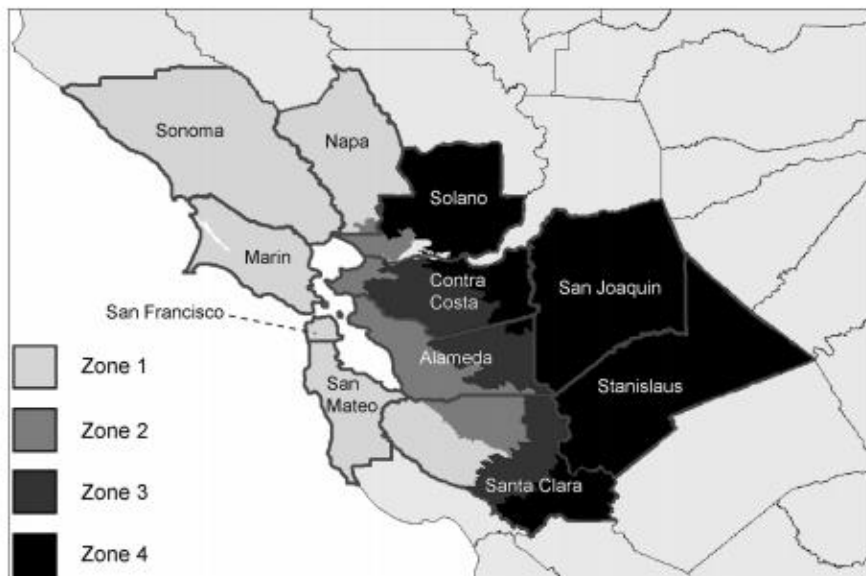 Sonoma
Napa
Solano
Marin
Contra
Costa
San Joaquin
San Francisco
Alameda
Zone 1
San
Mateo
Stanislaus
Zone 2
Zone 3
Santa Clara
Zone 4